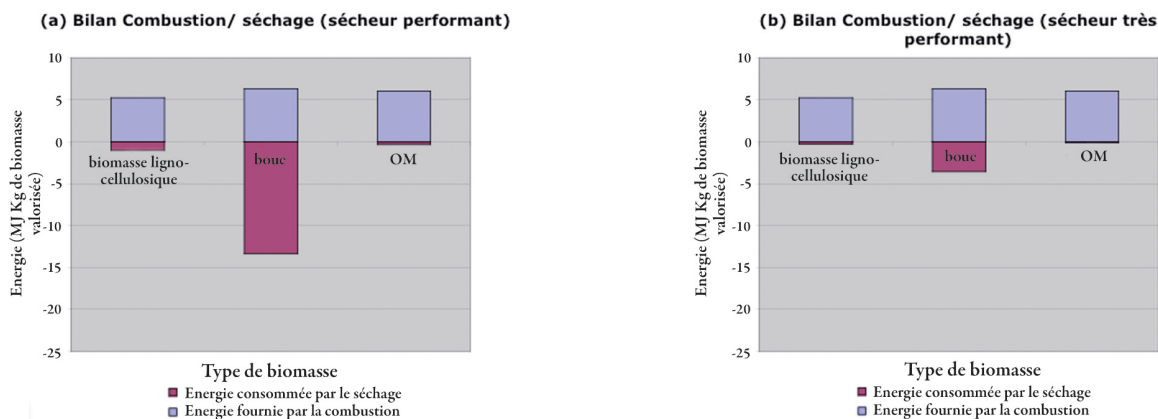 (a) Bilan Combustion/ séchage (sécheur performant)
Energie (MJ Kg de biomasse
valorisée)
10
5
0
-5
-10
-15
-20
-25
biomasse ligno-
cellulosique
boue
OM
Type de biomasse
Energie consommée par le séchage
Energie fournie par la combustion
(b) Bilan Combustion/ séchage (sécheur très
performant)
Energie (MJ Kg de biomasse
valorisée)
10
5
0
-5
-10
-15
-20
-25
biomasse ligno-
cellulosique
boue
OM
Type de biomasse
Energie consommée par le séchage
Energie fournie par la combustion